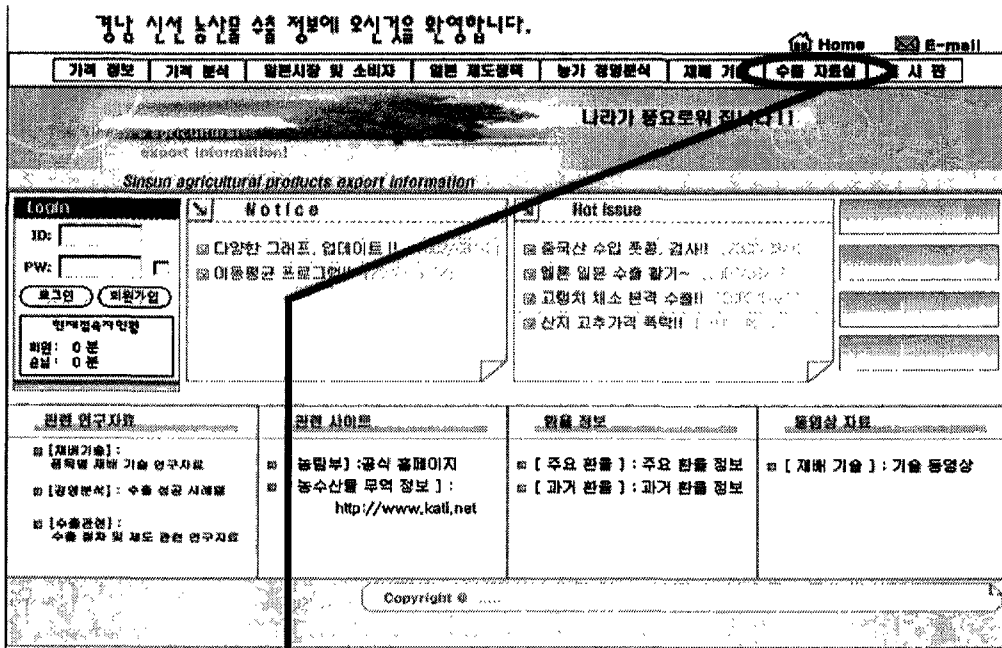 경남 신선 농산물 수출 정보에 오신것을 환영합니다.
Home E-mail
가격 정보 가격 분석 일본시장 및 소비자 일본 제도정책 농가 경영분석 재배 수출 자료실 시 판
나라가 풍요로워 집니다!!
export information!
Sinsun agricultural products export information
Login
ID:
PW:
로그인 회원가입
현재접속자현황
회원 : 0 분
손님 : 0 분
Notice
다양한 그래프, 업데이트!!
이동평균
Hot Issue
중국산 수입 풋콩, 검사!!
멜론 일본 수출 활기~
고랭지 채소 본격 수출!!
산지 고추가격 폭락!!
관련 연구자료
[재배기술] :
품목별 재배 기술 연구자료
[경영분석] : 수출 성공 사례
[수출관련] :
수출 절차 및 제도 관련 연구자료
관련 사이트
농림부] :공식 홈페이지
농수산물 무역 정보 ] :
http://www.kati.net
환율 정보
[ 주요 환율 ] : 주요 환율 정보
[ 과거 환율 ] : 과거 환율 정보
동영상 자료
[ 재배 기술 ] : 기술 동영상
Copyright @ .....